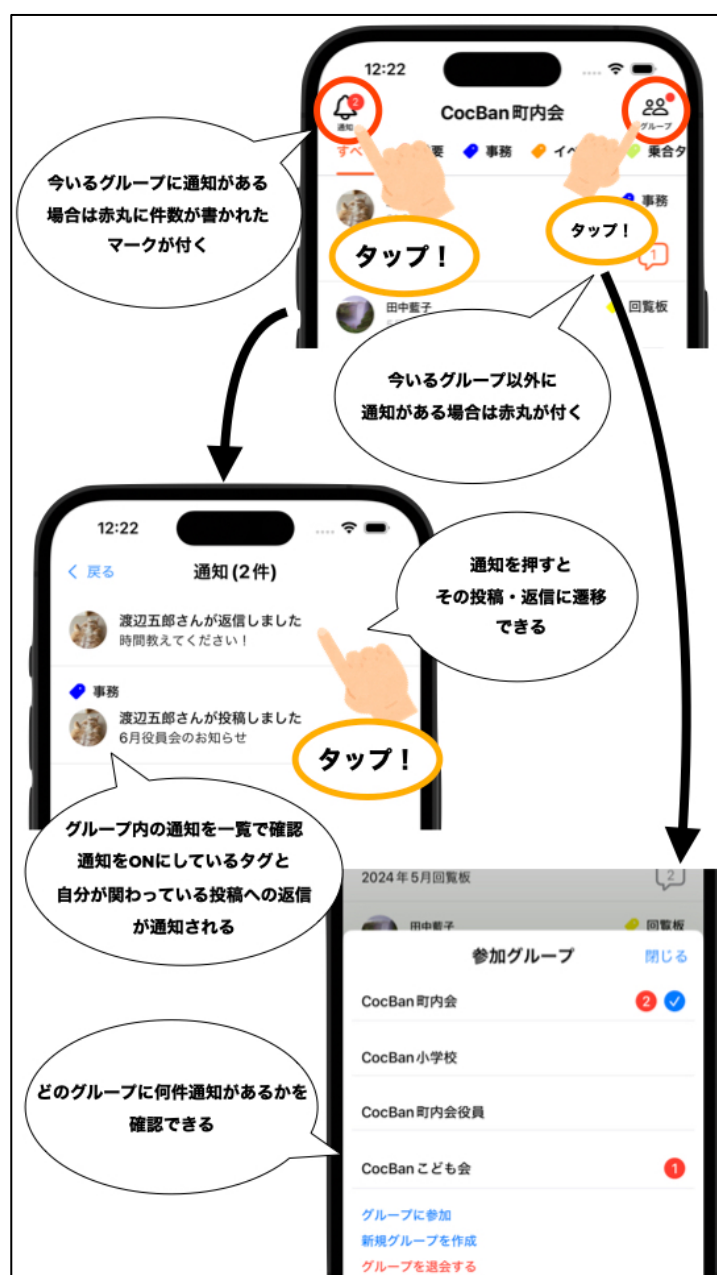 12:22
2
通知
CocBan町内会
グループ
すべ
要
事務
イベ
乗合タ
今いるグループに通知がある
場合は赤丸に件数が書かれた
マークが付く
事務
タップ！
タップ！
1
田中藍子
回覧板
今いるグループ以外に
通知がある場合は赤丸が付く
12:22
戻る
通知(2件)
通知を押すと
その投稿・返信に遷移
できる
渡辺五郎さんが返信しました
時間教えてください！
事務
渡辺五郎さんが投稿しました
6月役員会のお知らせ
タップ！
グループ内の通知を一覧で確認
通知をONにしているタグと
自分が関わっている投稿への返信
が通知される
2024年5月回覧板
2
田中藍子
回覧板
参加グループ
閉じる
CocBan町内会
2
CocBan小学校
どのグループに何件通知があるかを
確認できる
CocBan町内会役員
CocBanこども会
1
グループに参加
新規グループを作成
グループを退会する